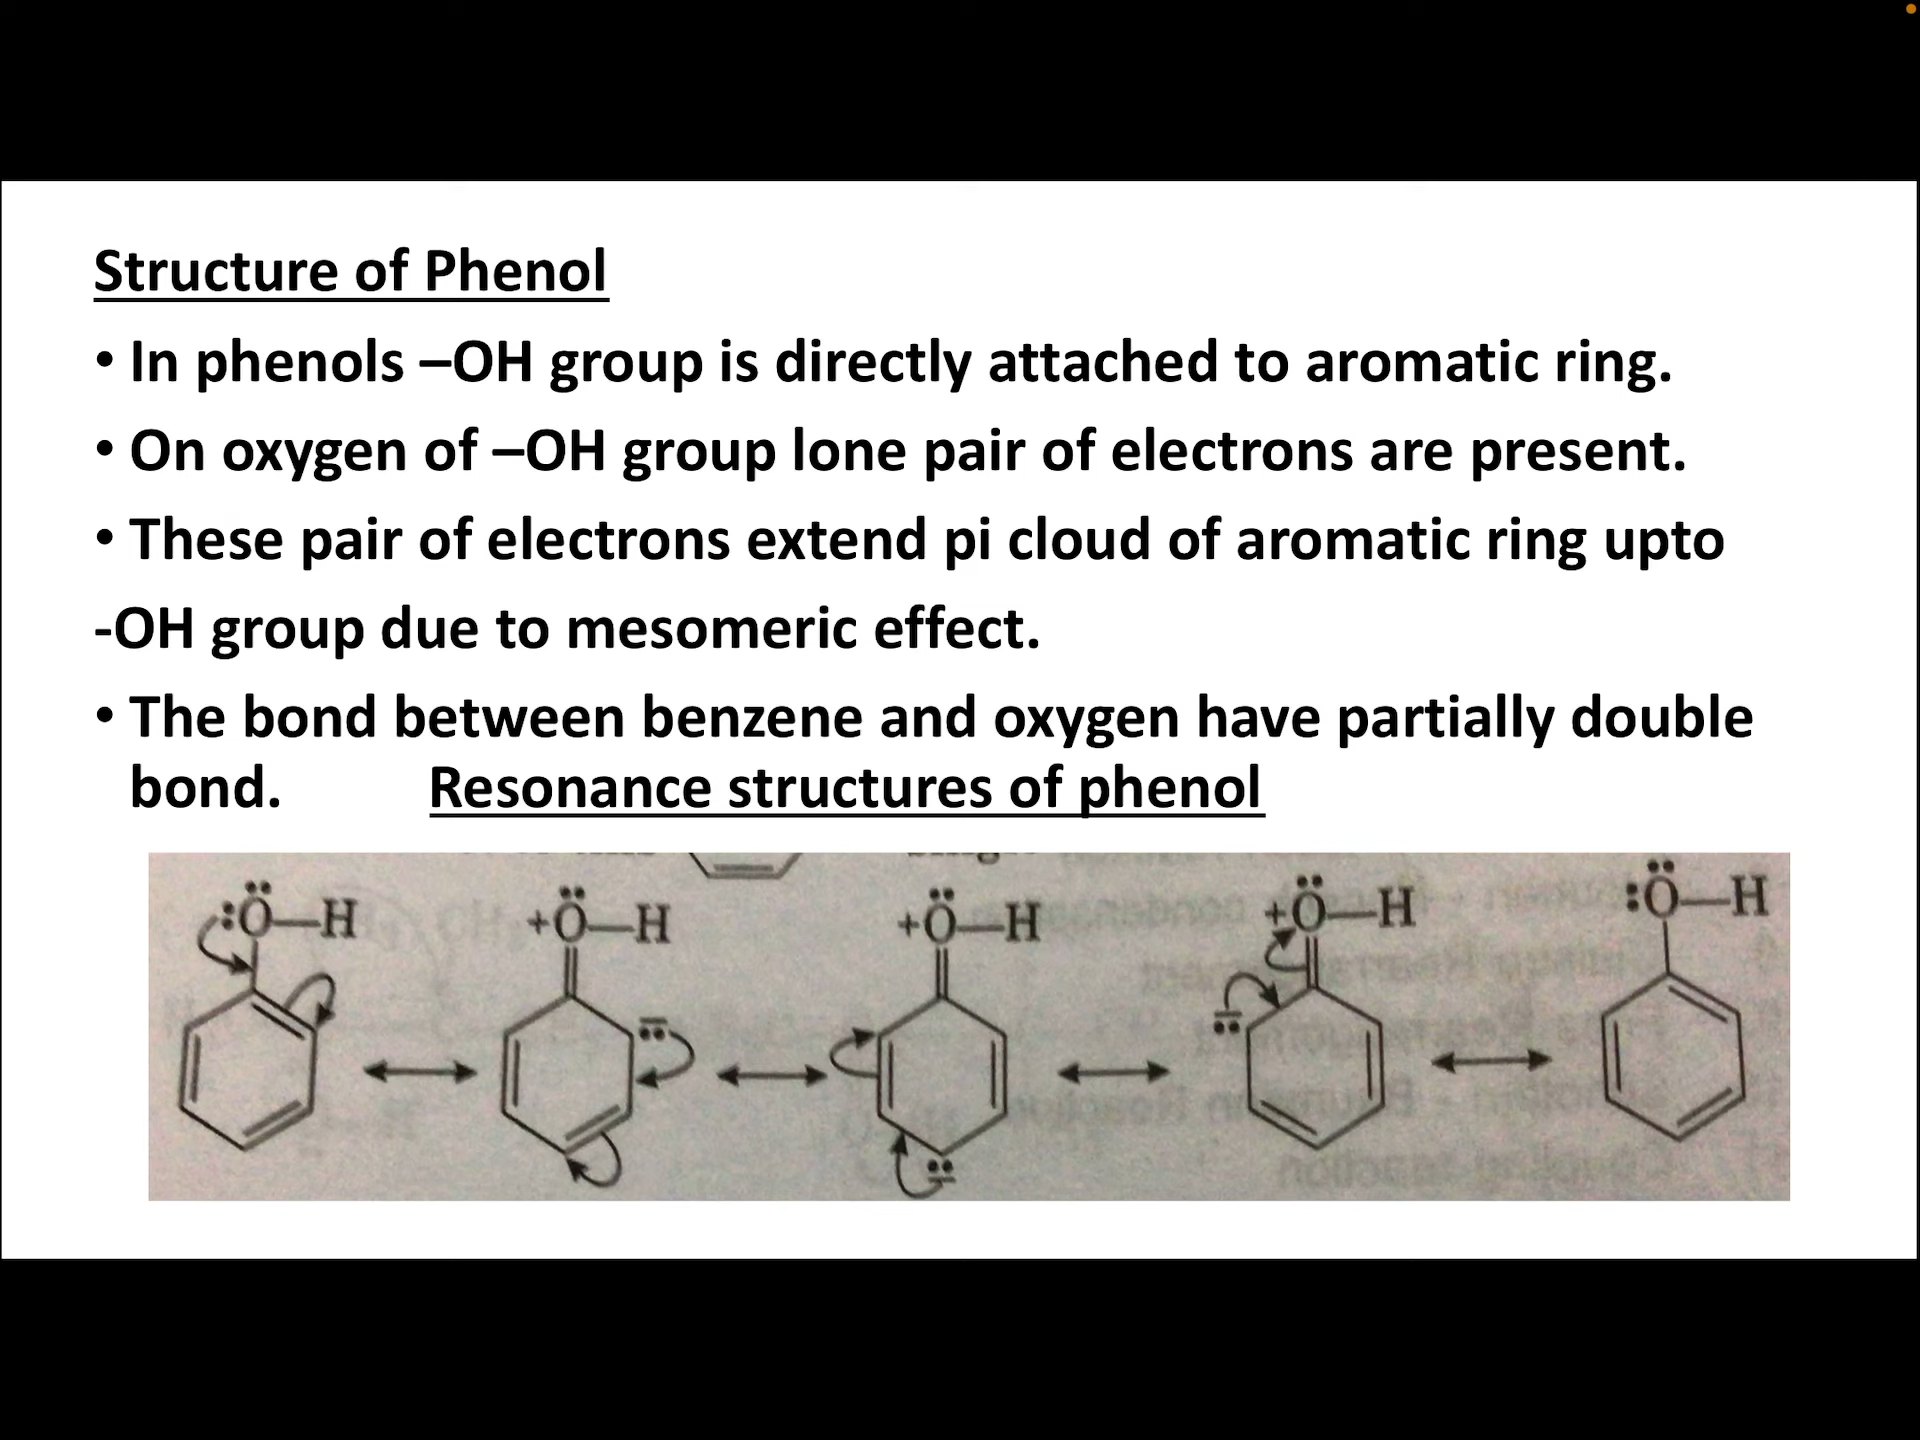 Structure of Phenol
• In phenols –OH group is directly attached to aromatic ring.
• On oxygen of –OH group lone pair of electrons are present.
• These pair of electrons extend pi cloud of aromatic ring upto
-OH group due to mesomeric effect.
• The bond between benzene and oxygen have partially double
bond. Resonance structures of phenol
:Ö—H +Ö—H +Ö—H +Ö—H :Ö—H